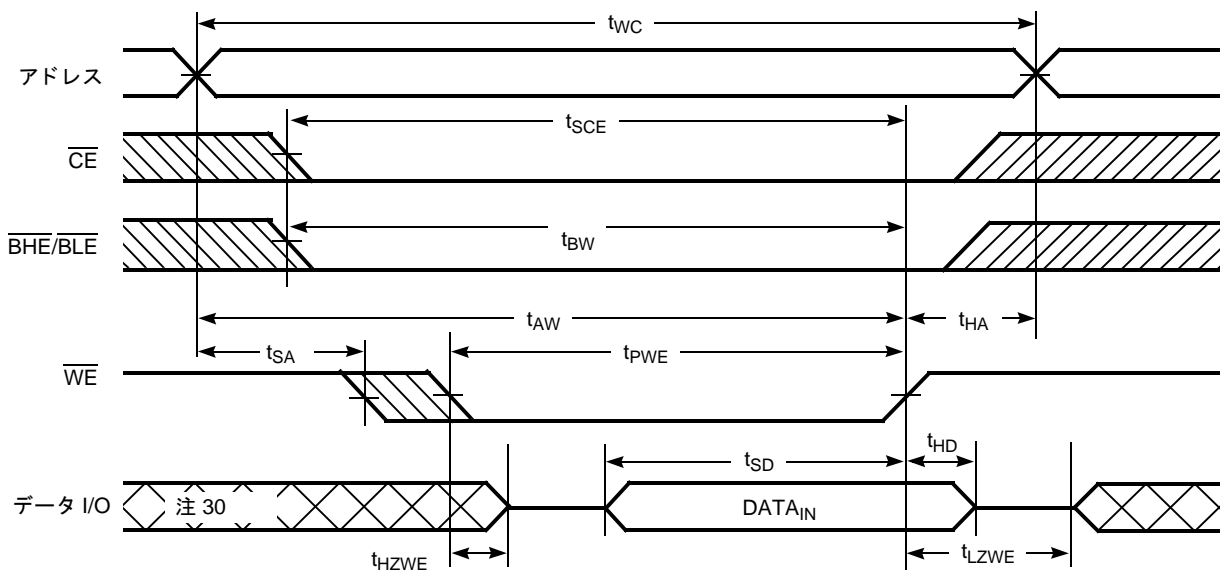 tWC
アドレス
tSCE
CE
tBW
BHE/BLE
tAW
tHA
tSA
tPWE
WE
tHD
tSD
データ I/O
注 30
DATAIN
tHZWE
tLZWE